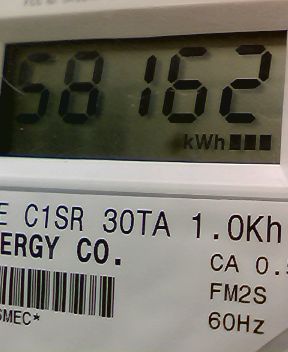 58162
kWh
E C1SR 30TA 1.0Kh
ERGY CO.
CA 0.
FM2S
SMEC*
60Hz